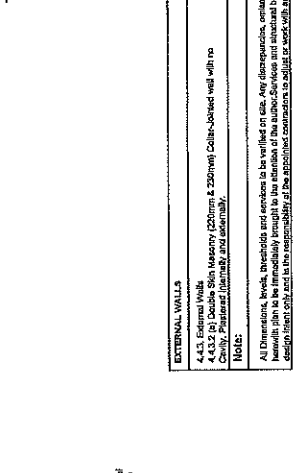 EXTERNAL WALLS
4.4.3. External Walls
4.4.3.2 (a) Double Skin Masonry (220mm & 230mm) Collar-Jointed wall with no
Cavity. Plastered internally and externally.
Note:
All Dimensions, levels, thresholds and services to be verified on site. Any discrepancies,
herewith plan to be immediately brought to the attention of the author. Services and structural
design intent only and is the responsibility of the appointed contractors to adjust or work with